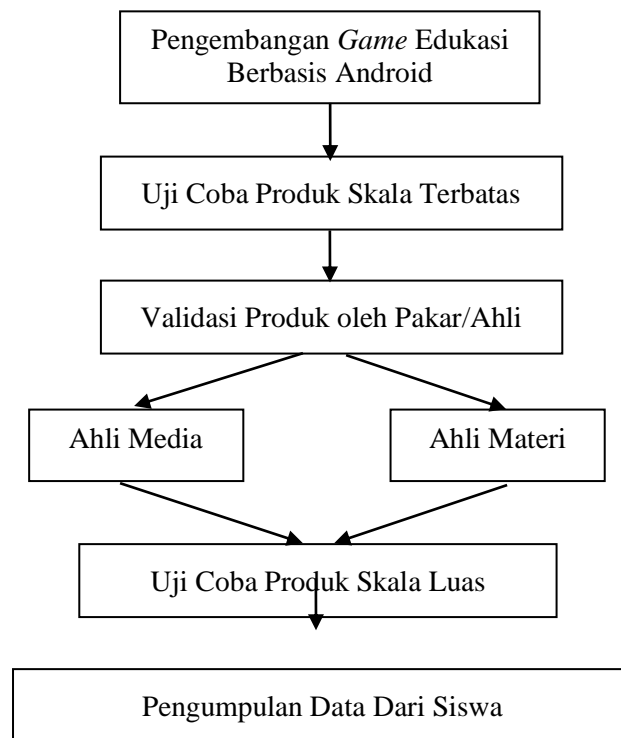 Pengembangan Game Edukasi
Berbasis Android
Uji Coba Produk Skala Terbatas
Validasi Produk oleh Pakar/Ahli
Ahli Media
Ahli Materi
Uji Coba Produk Skala Luas
Pengumpulan Data Dari Siswa